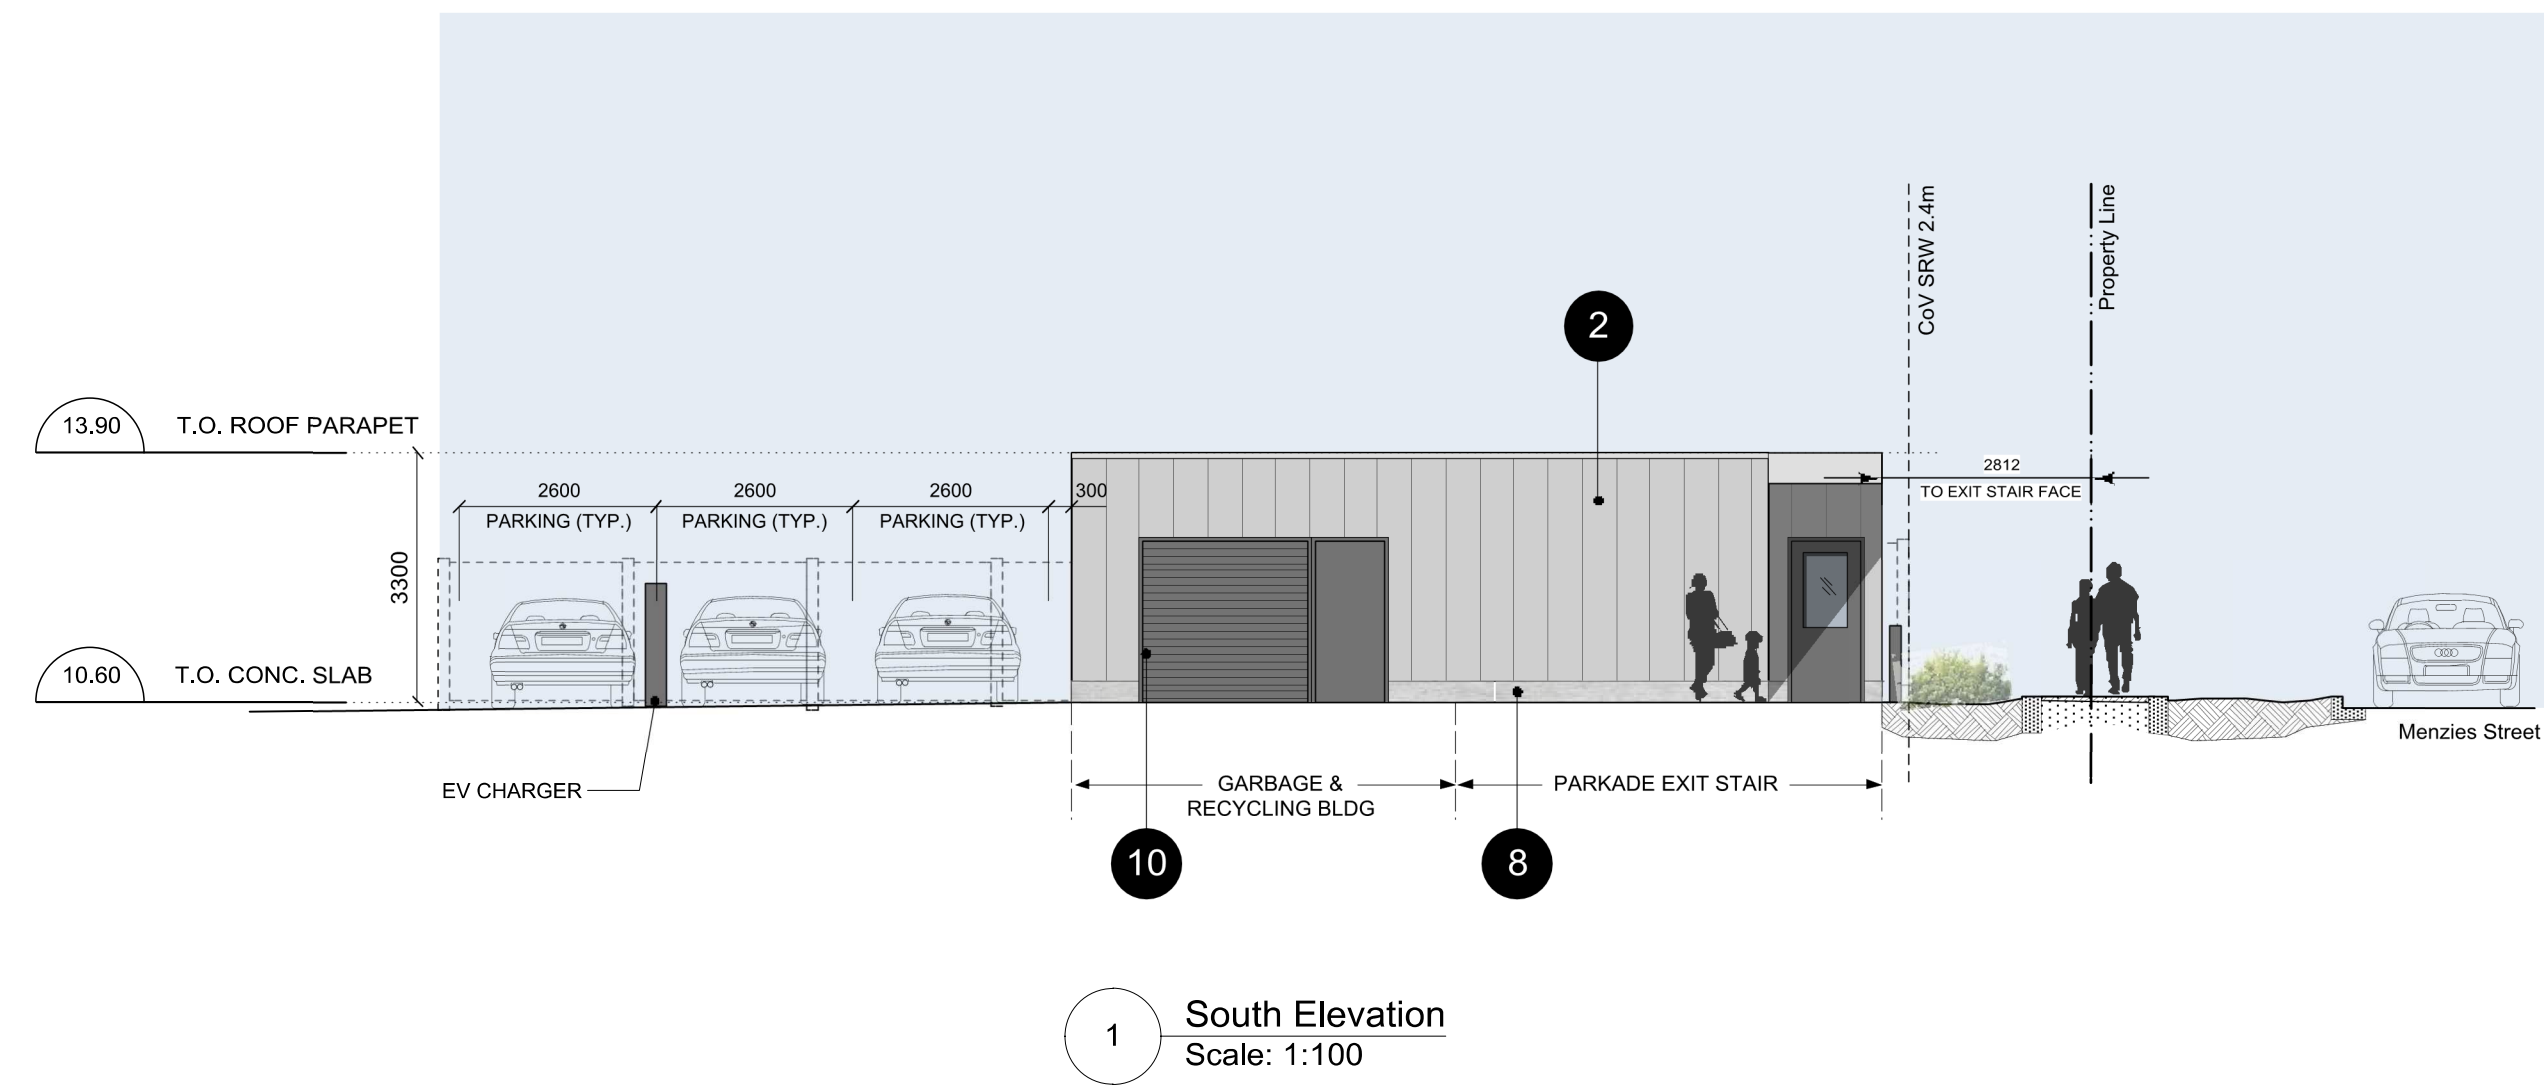 CoV SRW 2.4m
Property Line
2
13.90 T.O. ROOF PARAPET
2812
TO EXIT STAIR FACE
2600 2600 2600 300
PARKING (TYP.) PARKING (TYP.) PARKING (TYP.)
3300
10.60 T.O. CONC. SLAB
Menzies Street
EV CHARGER
GARBAGE &
RECYCLING BLDG
PARKADE EXIT STAIR
10
8
1
South Elevation
Scale: 1:100